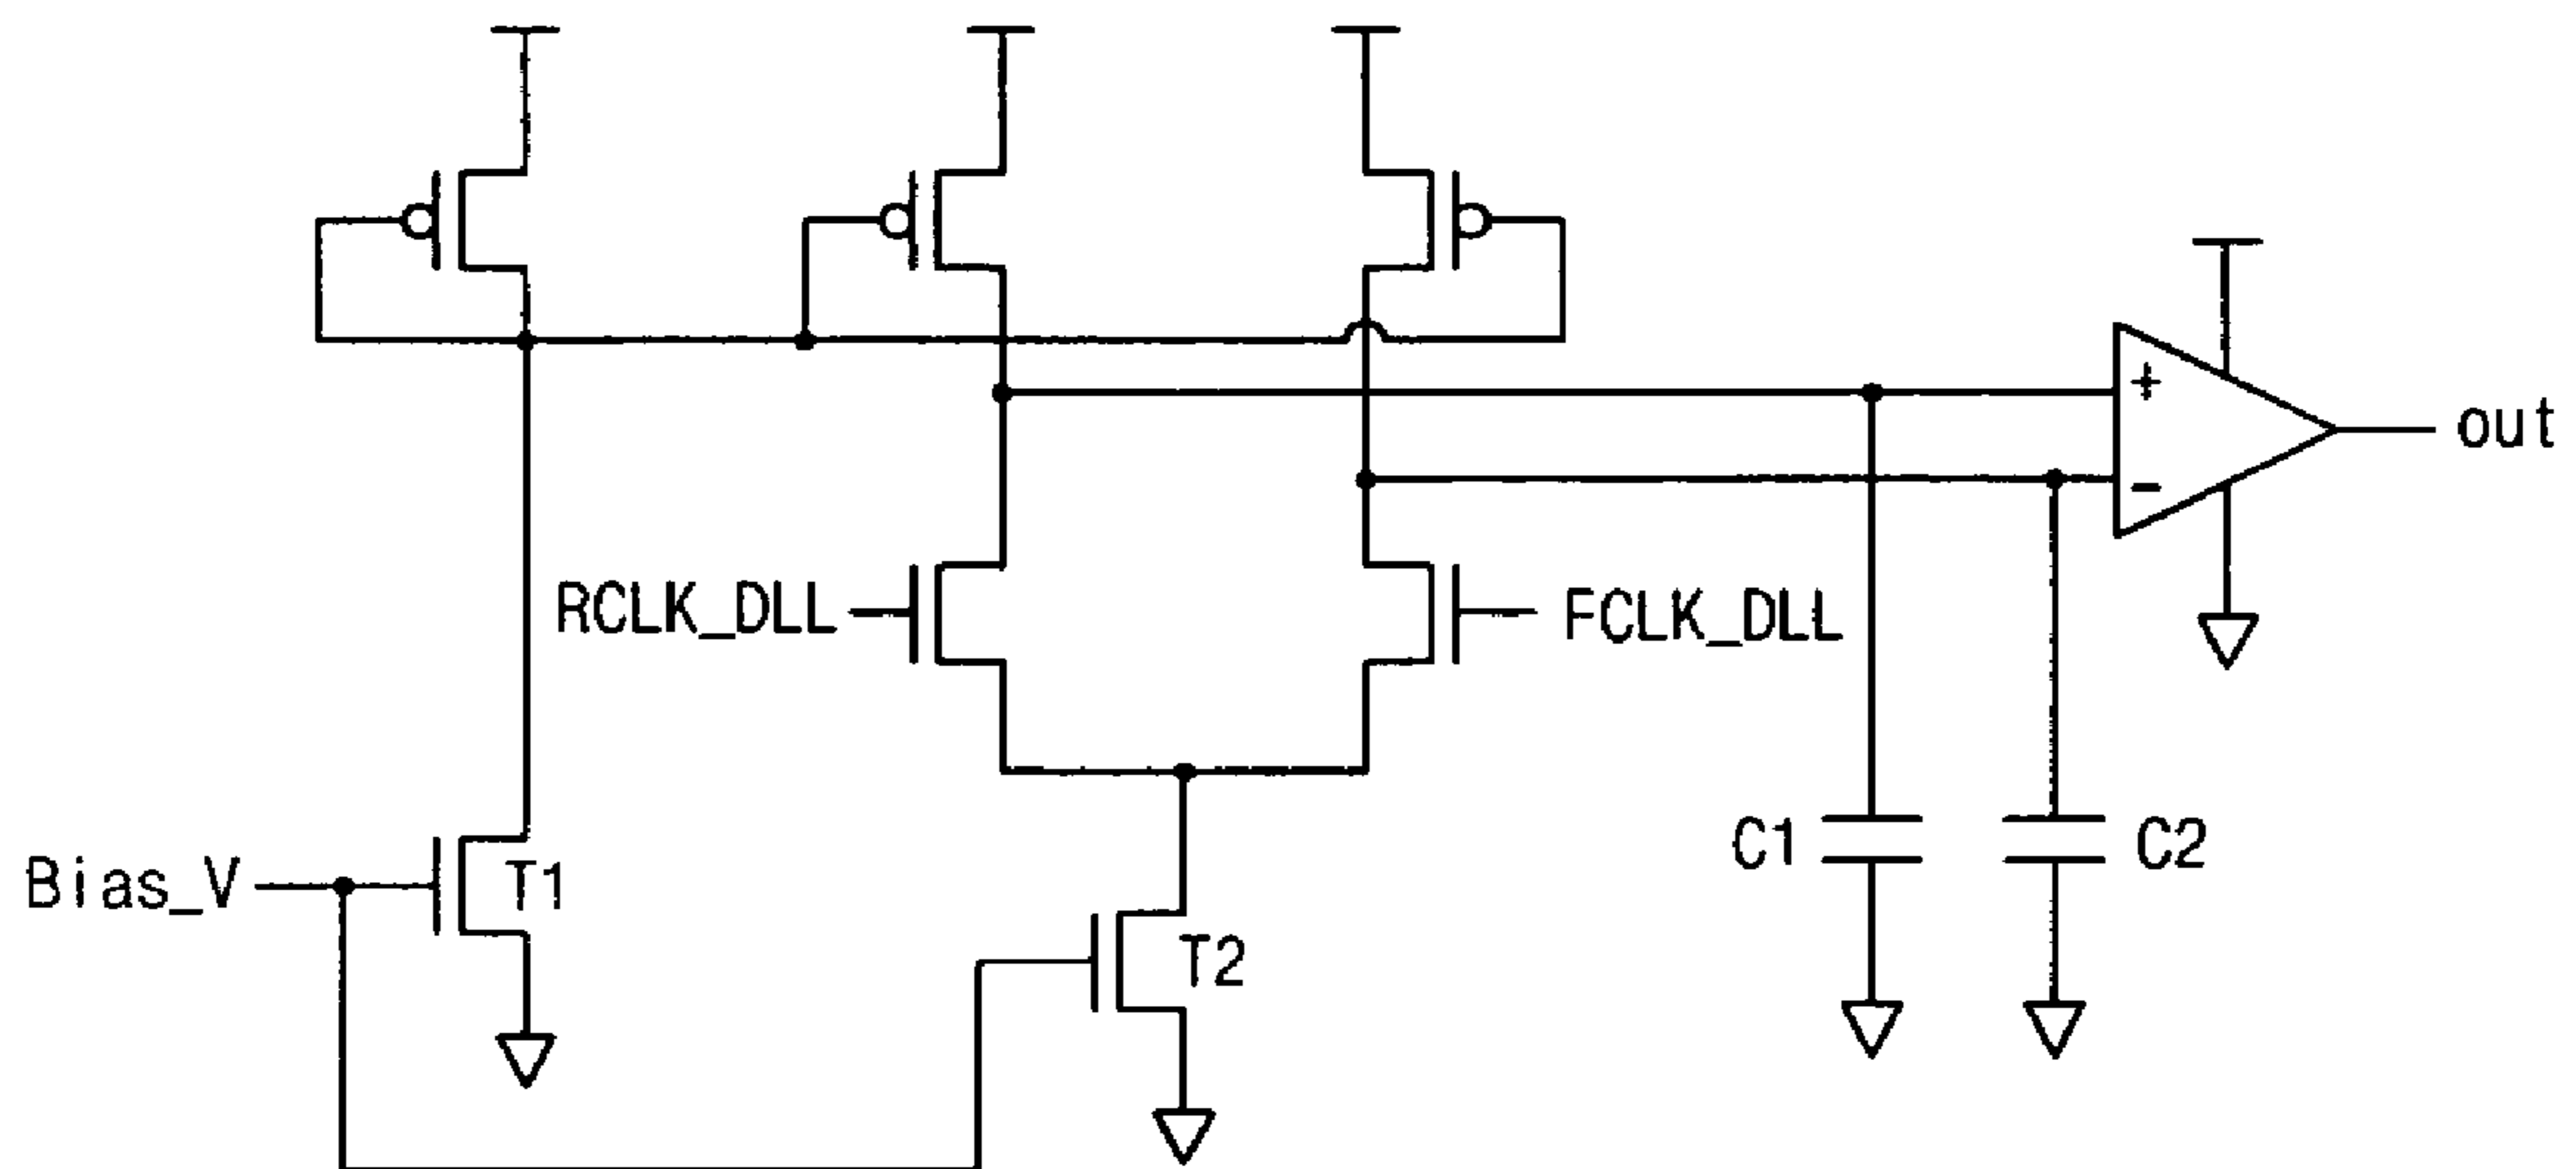 +
-
out
RCLK_DLL
FCLK_DLL
Bias_V
T1
C1
C2
T2